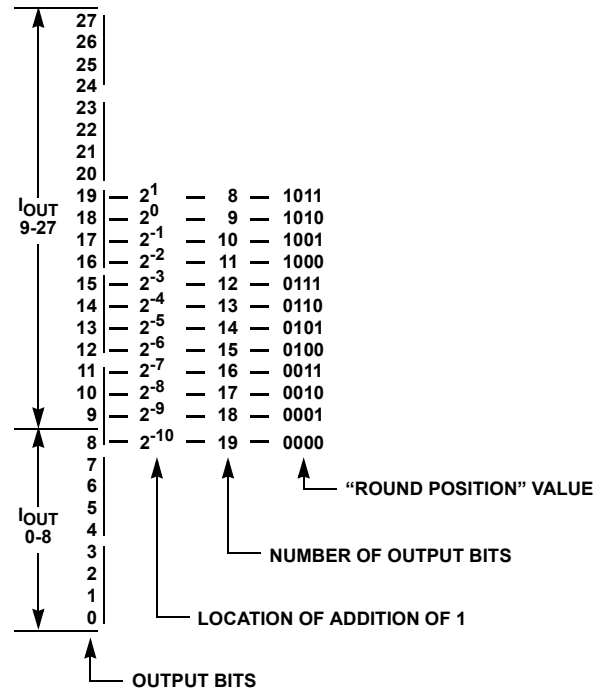 27
26
25
24
23
22
21
20
19 — 2^1 — 8 — 1011
I_OUT 9-27
18 — 2^0 — 9 — 1010
17 — 2^-1 — 10 — 1001
16 — 2^-2 — 11 — 1000
15 — 2^-3 — 12 — 0111
14 — 2^-4 — 13 — 0110
13 — 2^-5 — 14 — 0101
12 — 2^-6 — 15 — 0100
11 — 2^-7 — 16 — 0011
10 — 2^-8 — 17 — 0010
9 — 2^-9 — 18 — 0001
8 — 2^-10 — 19 — 0000
7
6
"ROUND POSITION" VALUE
5
I_OUT 0-8
4
3
NUMBER OF OUTPUT BITS
2
1
0
LOCATION OF ADDITION OF 1
OUTPUT BITS